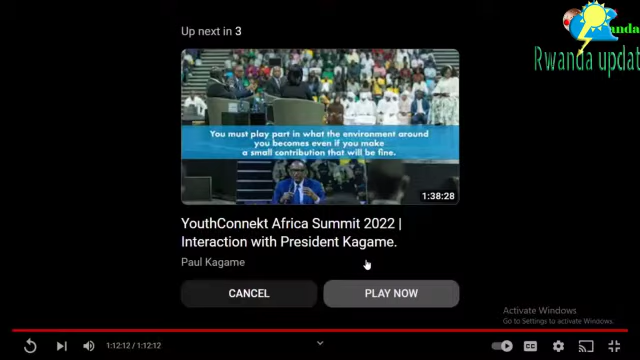 Up next in 3
anda
Rwanda updat
You must play part in what the environment around
you becomes even if you make
a small contribution that will be fine.
1:38:28
YouthConnekt Africa Summit 2022 |
Interaction with President Kagame.
Paul Kagame
CANCEL
PLAY NOW
Activate Windows
Go to Settings to activate Windows.
1:12:12 / 1:12:12
CC